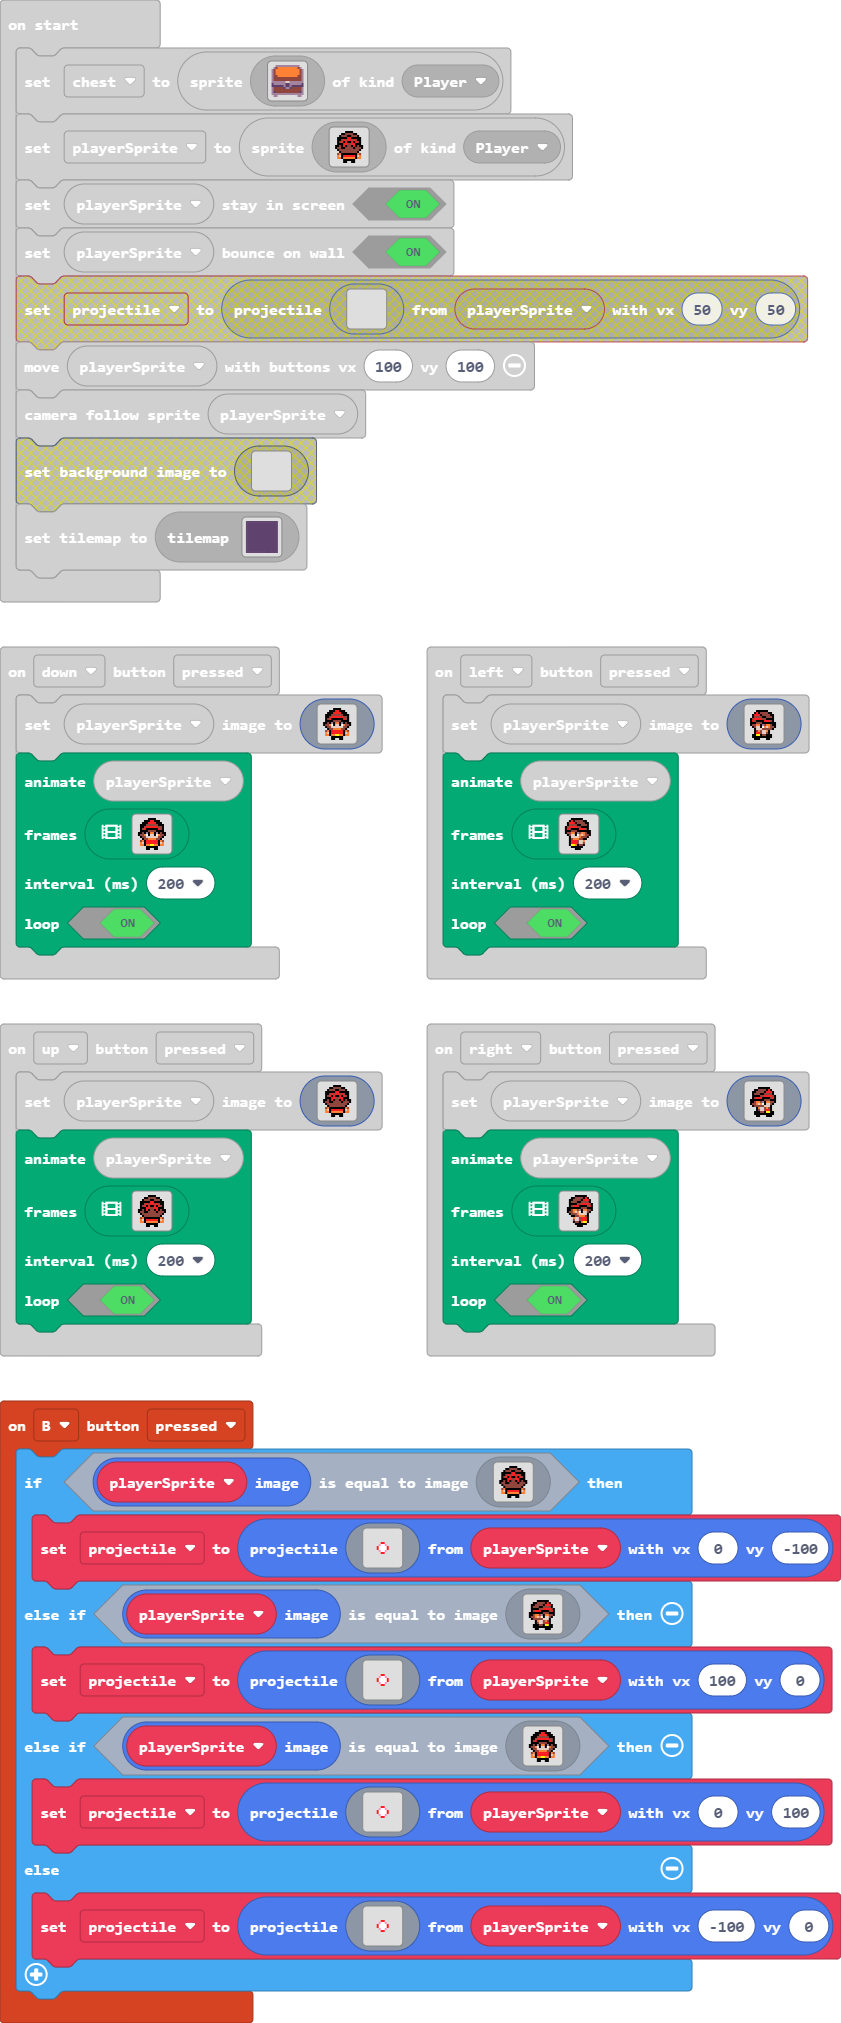 on start
set chest to sprite of kind Player
set playerSprite to sprite of kind Player
set playerSprite stay in screen ON
set playerSprite bounce on wall ON
set projectile to projectile from playerSprite with vx 50 vy 50
move playerSprite with buttons vx 100 vy 100
camera follow sprite playerSprite
set background image to
set tilemap to tilemap
on down button pressed
set playerSprite image to
animate playerSprite
frames
interval (ms) 200
loop ON
on left button pressed
set playerSprite image to
animate playerSprite
frames
interval (ms) 200
loop ON
on up button pressed
set playerSprite image to
animate playerSprite
frames
interval (ms) 200
loop ON
on right button pressed
set playerSprite image to
animate playerSprite
frames
interval (ms) 200
loop ON
on B button pressed
if playerSprite image is equal to image then
set projectile to projectile from playerSprite with vx 0 vy -100
else if playerSprite image is equal to image then
set projectile to projectile from playerSprite with vx 100 vy 0
else if playerSprite image is equal to image then
set projectile to projectile from playerSprite with vx 0 vy 100
else
set projectile to projectile from playerSprite with vx -100 vy 0